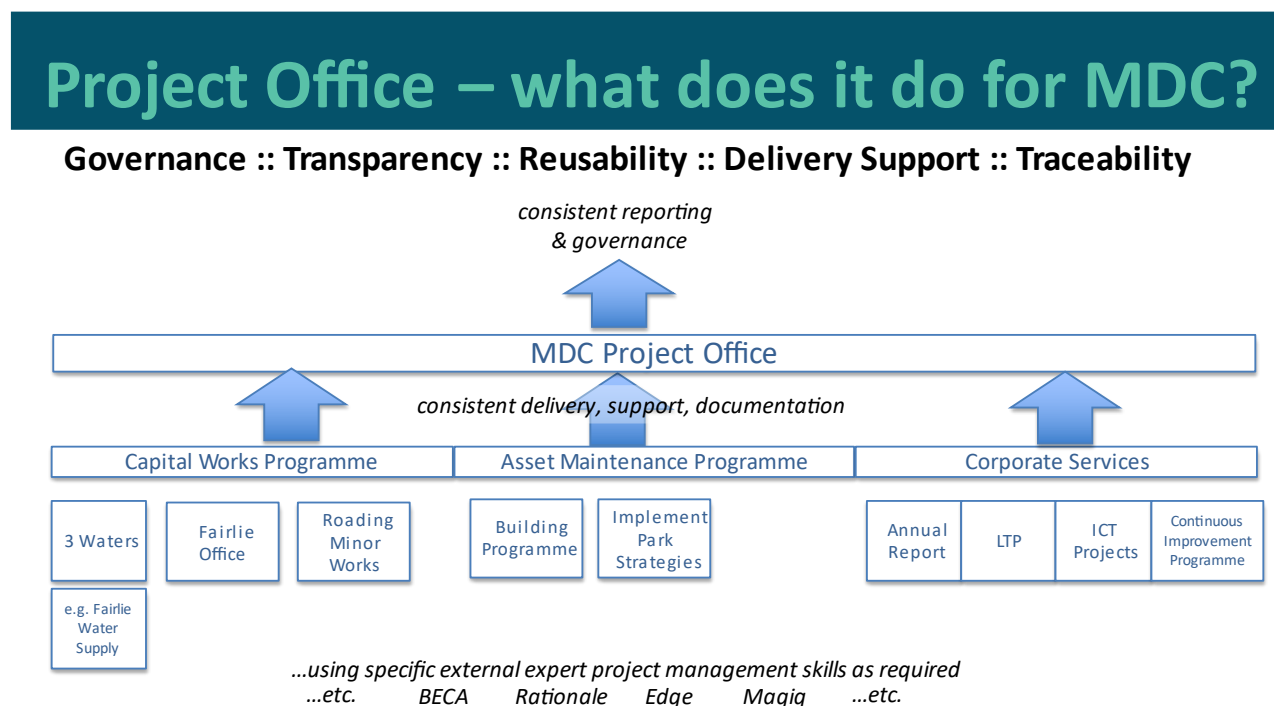 Project Office – what does it do for MDC?
Governance :: Transparency :: Reusability :: Delivery Support :: Traceability
consistent reporting
& governance
MDC Project Office
consistent delivery, support, documentation
Capital Works Programme
Asset Maintenance Programme
Corporate Services
3 Waters
Fairlie
Office
Roading
Minor
Works
Building
Programme
Implement
Park
Strategies
Annual
Report
LTP
ICT
Projects
Continuous
Improvement
Programme
e.g. Fairlie
Water
Supply
...using specific external expert project management skills as required
...etc. BECA Rationale Edge Magiq ...etc.